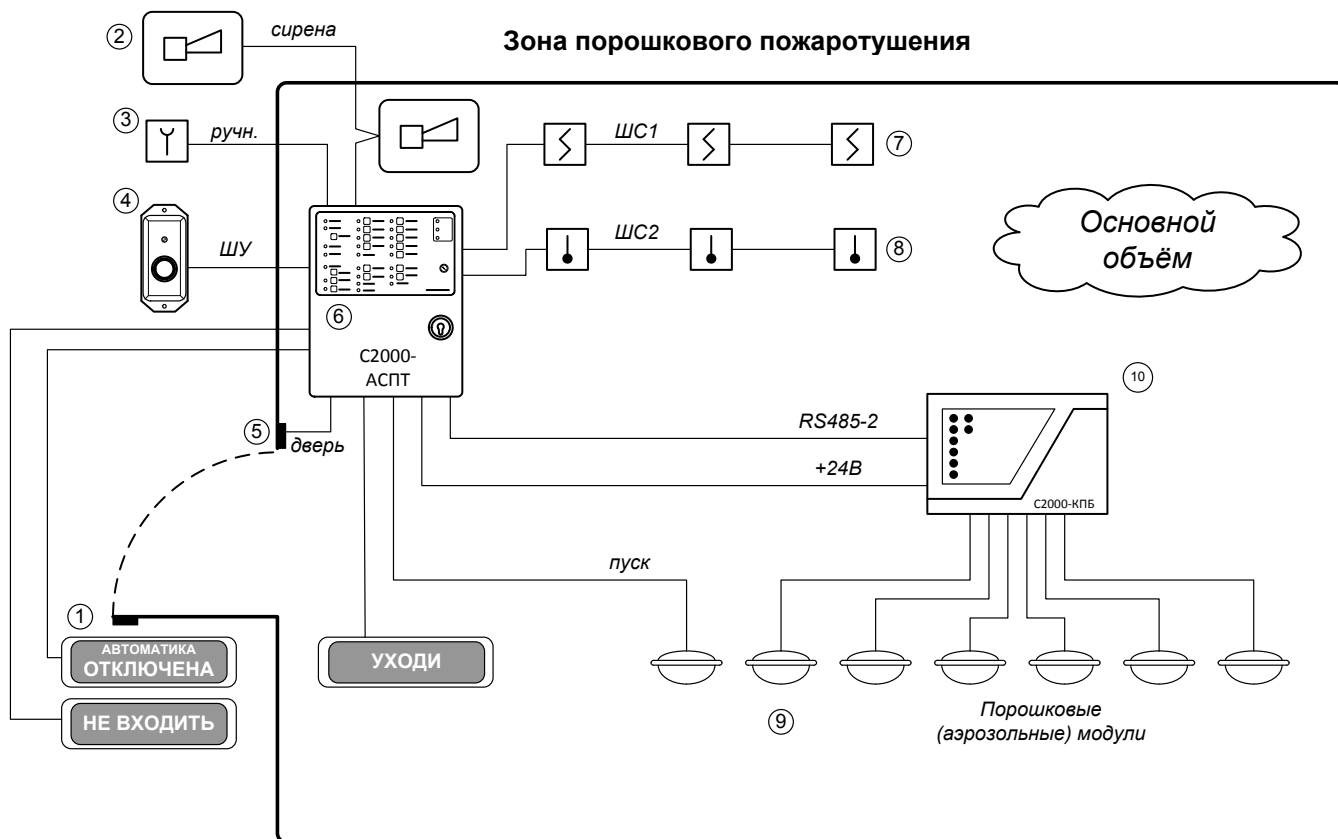 2
сирена
Зона порошкового пожаротушения
3
ручн.
ШС1
7
4
ШУ
ШС2
8
Основной
объём
6
С2000-
АСПТ
10
5
дверь
RS485-2
+24В
С2000-КПБ
пуск
1
АВТОМАТИКА
ОТКЛЮЧЕНА
УХОДИ
НЕ ВХОДИТЬ
9
Порошковые
(аэрозольные) модули